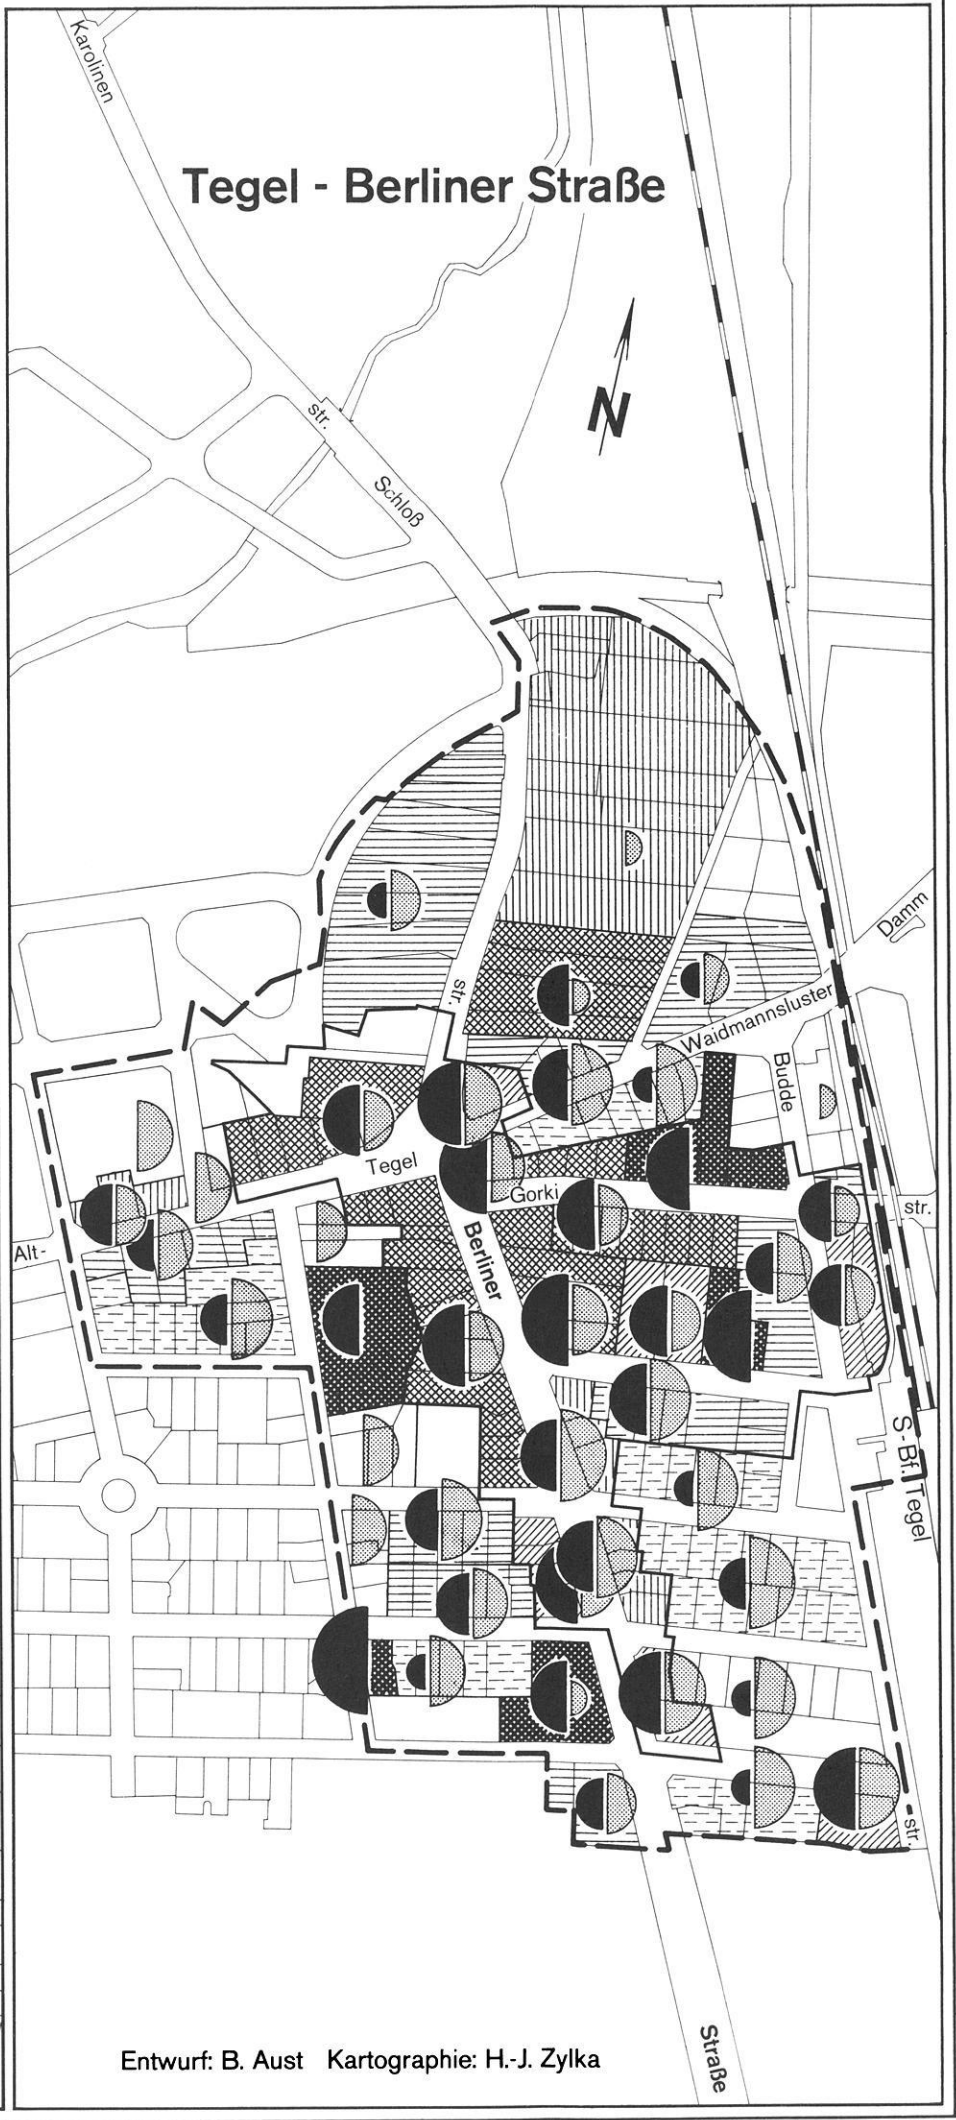 Karolinen
Tegel - Berliner Straße
N
str.
Schloß
Damm
str.
Waidmannsluster
Budde
Tegel
Gorki
str.
Alt-
Berliner
S-Bf. Tegel
str.
Straße
Entwurf: B. Aust Kartographie: H.-J. Zylka